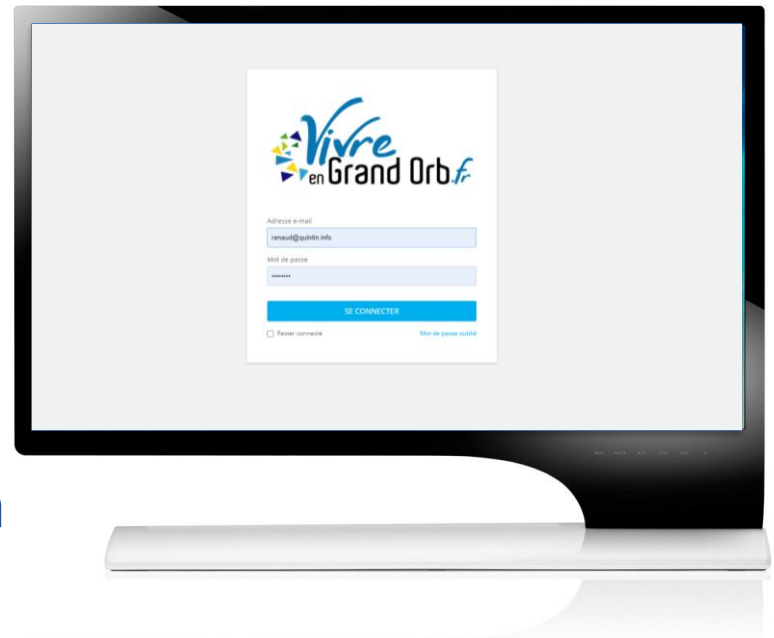 Vivre
en Grand Orb.fr
Adresse e-mail
renaud@quintin.info
Mot de passe
••••••••
SE CONNECTER
Rester connecté
Mot de passe oublié